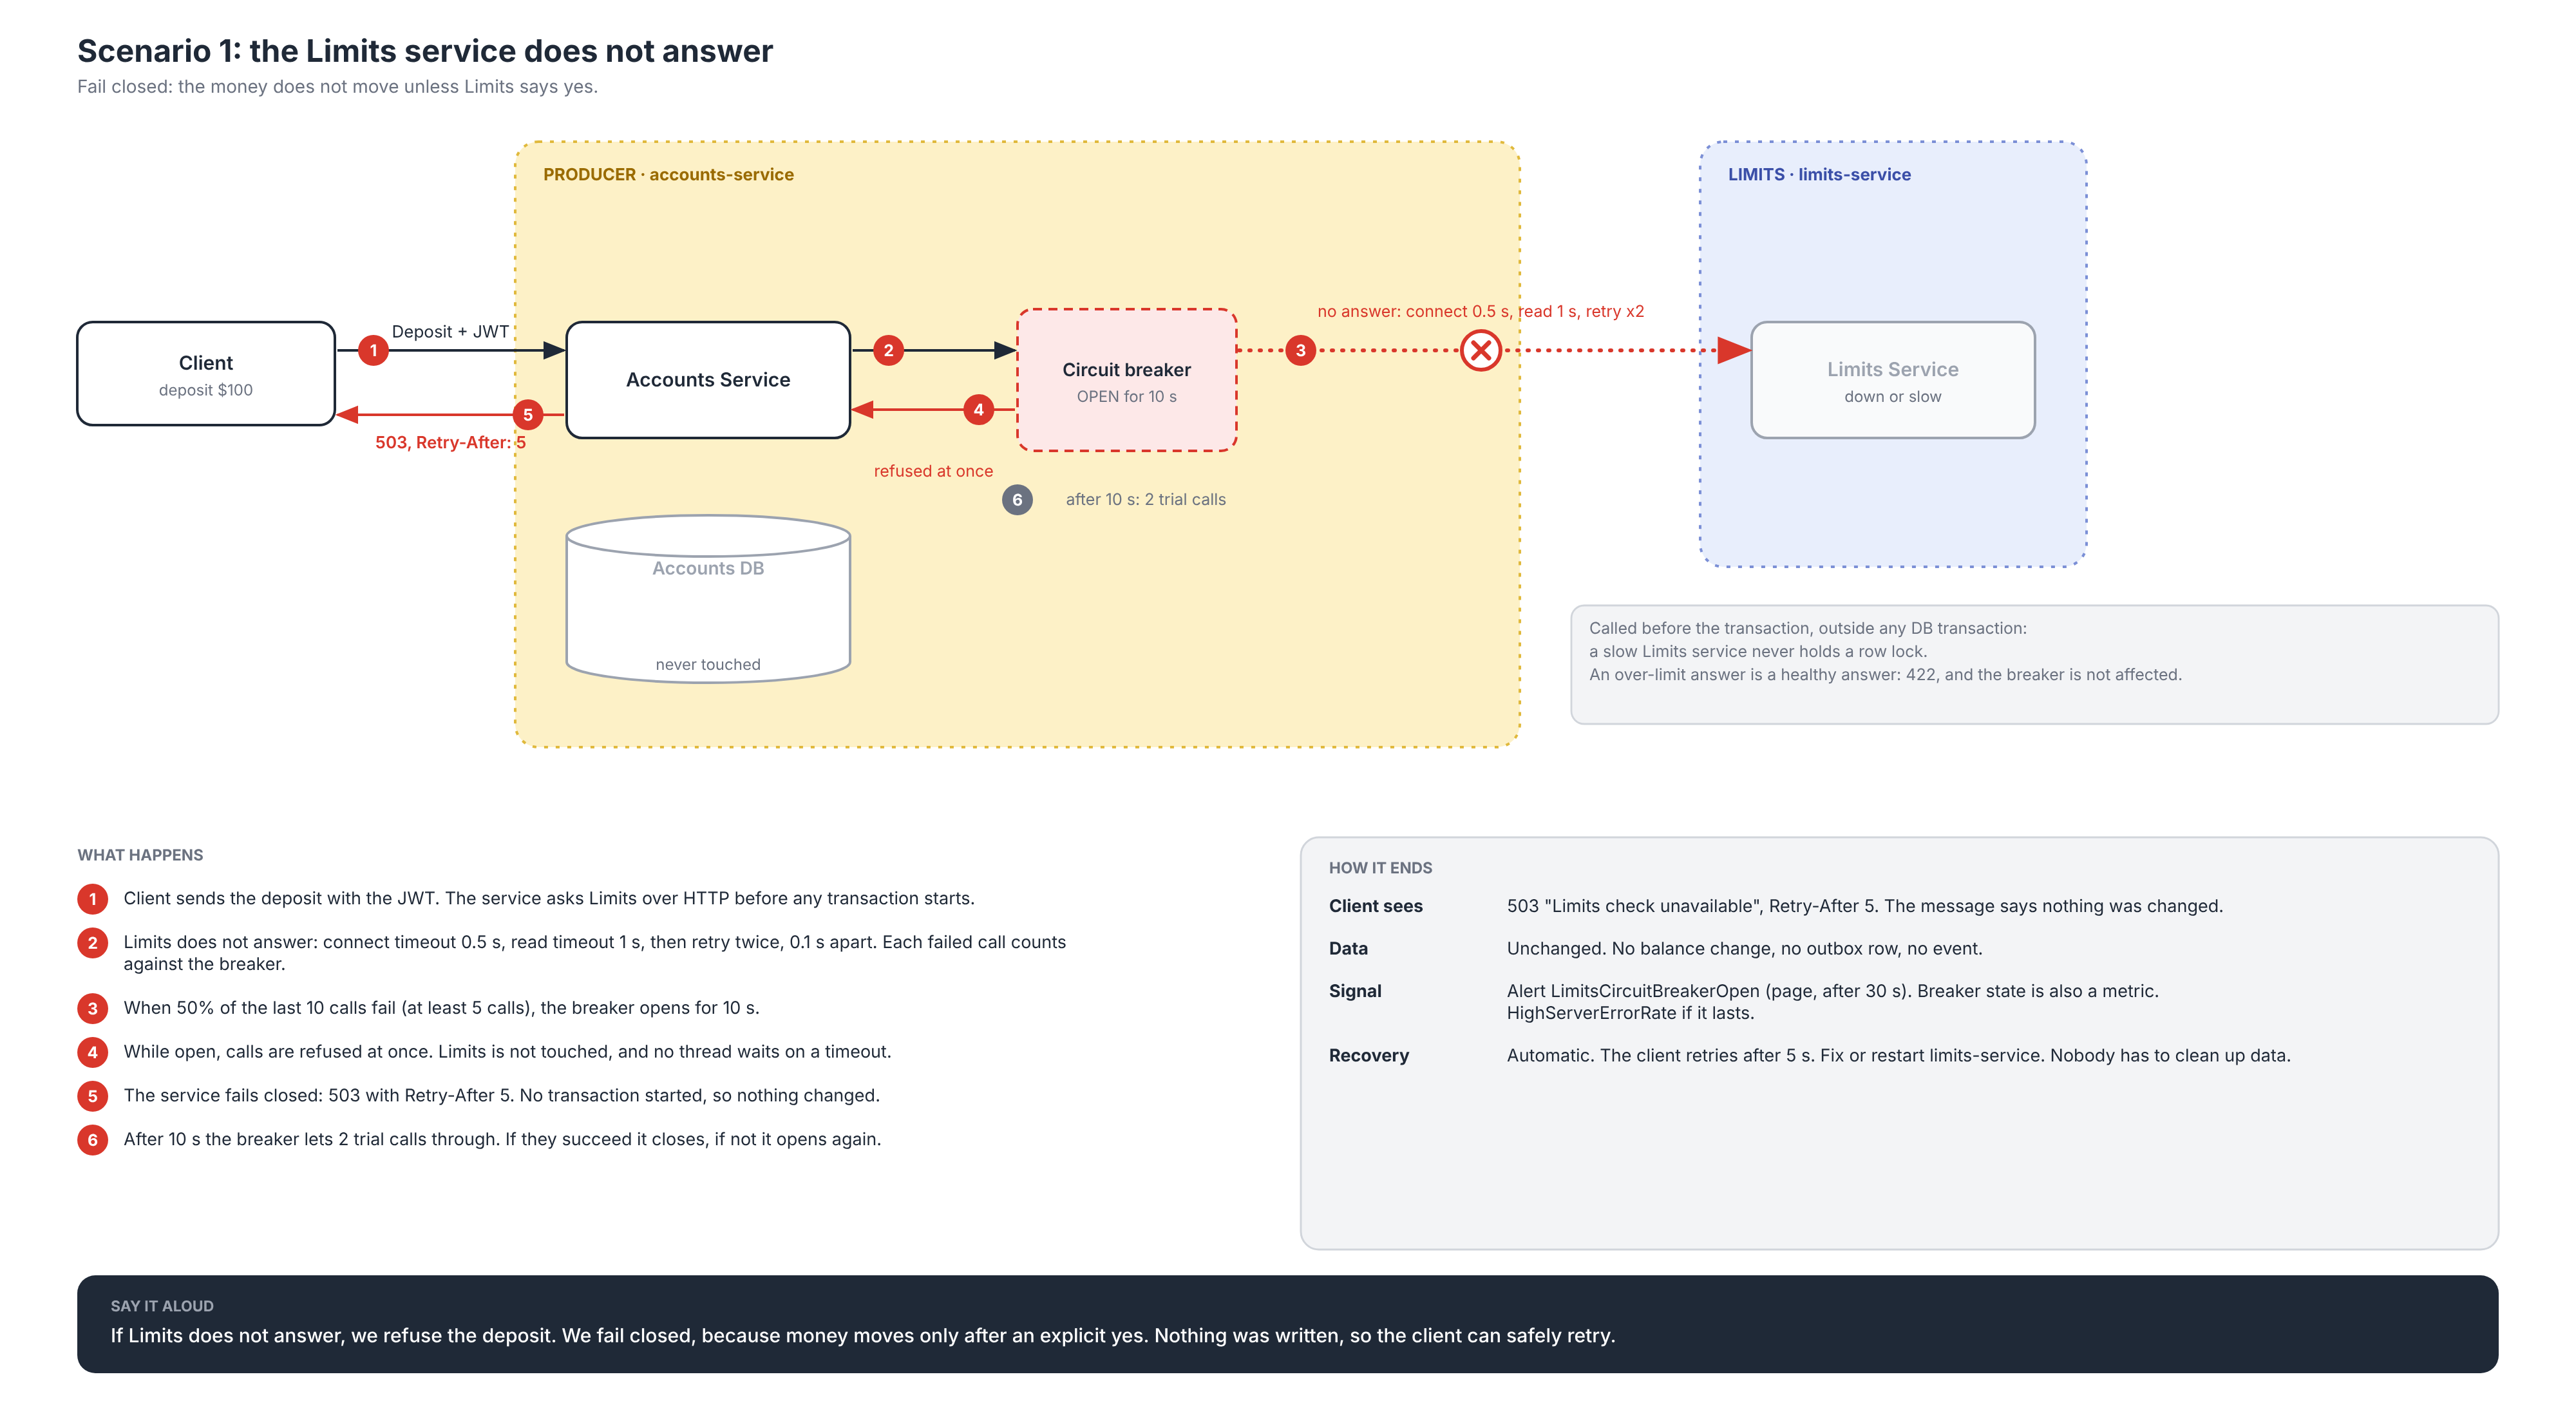 Scenario 1: the Limits service does not answer
Fail closed: the money does not move unless Limits says yes.
PRODUCER · accounts-service
LIMITS · limits-service
no answer: connect 0.5 s, read 1 s, retry x2
Client
deposit $100
1
Deposit + JWT
Accounts Service
2
Circuit breaker
OPEN for 10 s
3
Limits Service
down or slow
5
503, Retry-After: 5
4
refused at once
6
after 10 s: 2 trial calls
Accounts DB
never touched
Called before the transaction, outside any DB transaction:
a slow Limits service never holds a row lock.
An over-limit answer is a healthy answer: 422, and the breaker is not affected.
WHAT HAPPENS
1 Client sends the deposit with the JWT. The service asks Limits over HTTP before any transaction starts.
2 Limits does not answer: connect timeout 0.5 s, read timeout 1 s, then retry twice, 0.1 s apart. Each failed call counts
against the breaker.
3 When 50% of the last 10 calls fail (at least 5 calls), the breaker opens for 10 s.
4 While open, calls are refused at once. Limits is not touched, and no thread waits on a timeout.
5 The service fails closed: 503 with Retry-After 5. No transaction started, so nothing changed.
6 After 10 s the breaker lets 2 trial calls through. If they succeed it closes, if not it opens again.
HOW IT ENDS
Client sees 503 "Limits check unavailable", Retry-After 5. The message says nothing was changed.
Data Unchanged. No balance change, no outbox row, no event.
Signal Alert LimitsCircuitBreakerOpen (page, after 30 s). Breaker state is also a metric.
HighServerErrorRate if it lasts.
Recovery Automatic. The client retries after 5 s. Fix or restart limits-service. Nobody has to clean up data.
SAY IT ALOUD
If Limits does not answer, we refuse the deposit. We fail closed, because money moves only after an explicit yes. Nothing was written, so the client can safely retry.